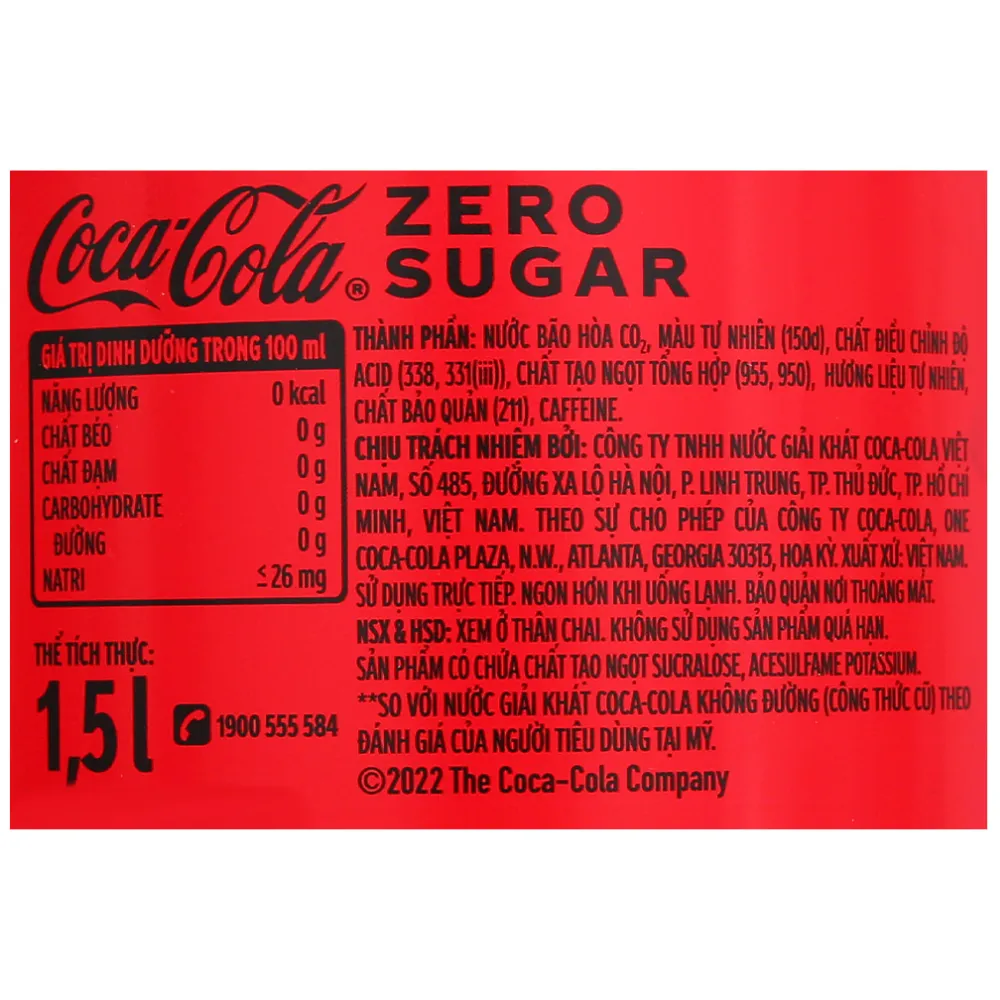 Coca-Cola®
ZERO
SUGAR
GIÁ TRỊ DINH DƯỠNG TRONG 100 ml
NĂNG LƯỢNG 0 kcal
CHẤT BÉO 0 g
CHẤT ĐẠM 0 g
CARBOHYDRATE 0 g
ĐƯỜNG 0 g
NATRI ≤ 26 mg
THỂ TÍCH THỰC:
1,5 l
1900 555 584
THÀNH PHẦN: NƯỚC BÃO HÒA CO₂, MÀU TỰ NHIÊN (150d), CHẤT ĐIỀU CHỈNH ĐỘ
ACID (338, 331(iii)), CHẤT TẠO NGỌT TỔNG HỢP (955, 950), HƯƠNG LIỆU TỰ NHIÊN,
CHẤT BẢO QUẢN (211), CAFFEINE.
CHỊU TRÁCH NHIỆM BỞI: CÔNG TY TNHH NƯỚC GIẢI KHÁT COCA-COLA VIỆT
NAM, SỐ 485, ĐƯỜNG XA LỘ HÀ NỘI, P. LINH TRUNG, TP. THỦ ĐỨC, TP. HỒ CHÍ
MINH, VIỆT NAM. THEO SỰ CHO PHÉP CỦA CÔNG TY COCA-COLA, ONE
COCA-COLA PLAZA, N.W., ATLANTA, GEORGIA 30313, HOA KỲ. XUẤT XỨ: VIỆT NAM.
SỬ DỤNG TRỰC TIẾP. NGON HƠN KHI UỐNG LẠNH. BẢO QUẢN NƠI THOÁNG MÁT.
NSX & HSD: XEM Ở THÂN CHAI. KHÔNG SỬ DỤNG SẢN PHẨM QUÁ HẠN.
SẢN PHẨM CÓ CHỨA CHẤT TẠO NGỌT SUCRALOSE, ACESULFAME POTASSIUM.
**SO VỚI NƯỚC GIẢI KHÁT COCA-COLA KHÔNG ĐƯỜNG (CÔNG THỨC CŨ) THEO
ĐÁNH GIÁ CỦA NGƯỜI TIÊU DÙNG TẠI MỸ.
©2022 The Coca-Cola Company